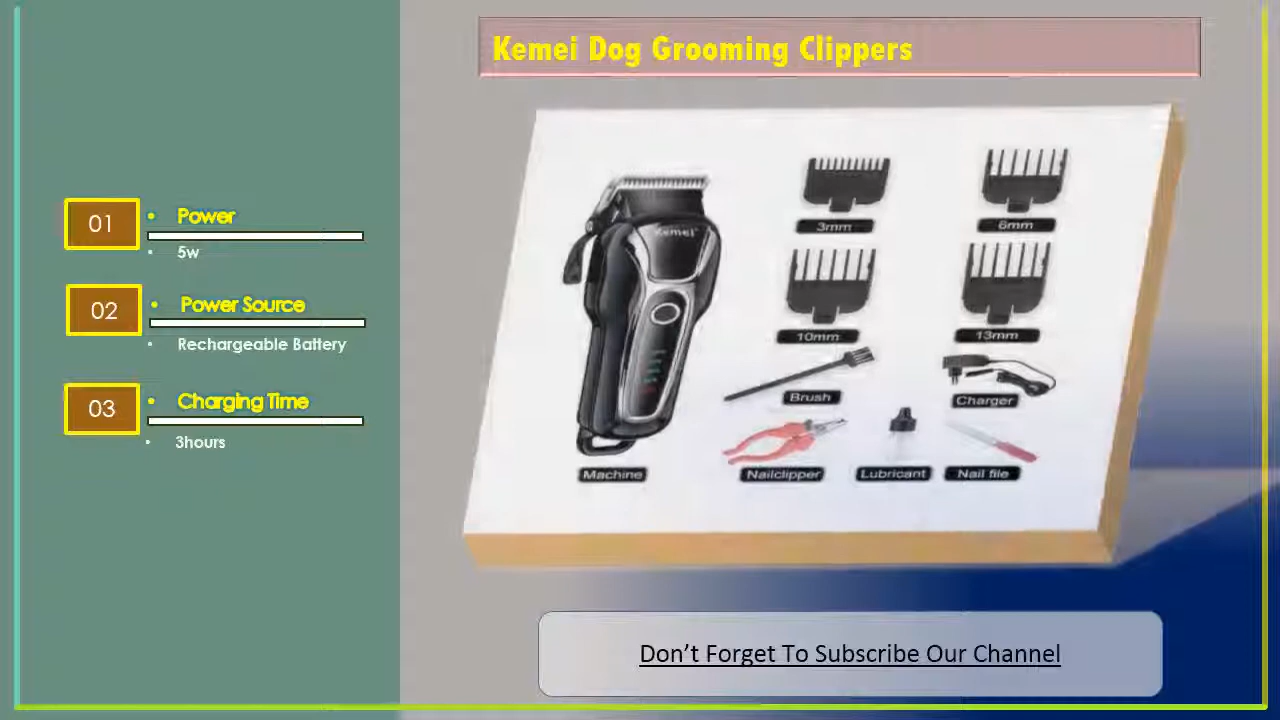 Kemei Dog Grooming Clippers
01
• Power
• 5w
02
• Power Source
• Rechargeable Battery
03
• Charging Time
• 3hours
Kemei
3mm
6mm
10mm
13mm
Brush
Charger
Machine
Nailclipper
Lubricant
Nail file
Don’t Forget To Subscribe Our Channel